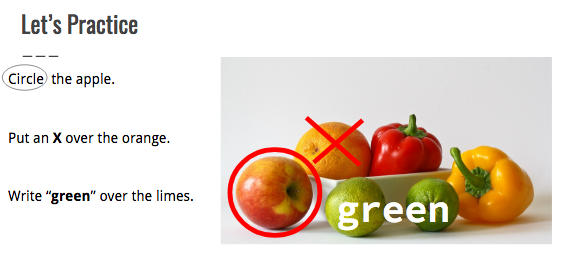 Let's Practice
Circle the apple.
Put an X over the orange.
Write “green” over the limes.
green